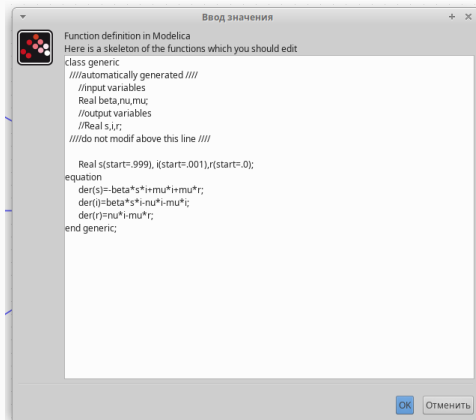 Ввод значения
Function definition in Modelica
Here is a skeleton of the functions which you should edit
class generic
////automatically generated ////
//input variables
Real beta,nu,mu;
//output variables
//Real s,i,r;
////do not modif above this line ////
Real s(start=.999), i(start=.001),r(start=.0);
equation
der(s)=-beta*s*i+mu*i+mu*r;
der(i)=beta*s*i-nu*i-mu*i;
der(r)=nu*i-mu*r;
end generic;
OK Отменить